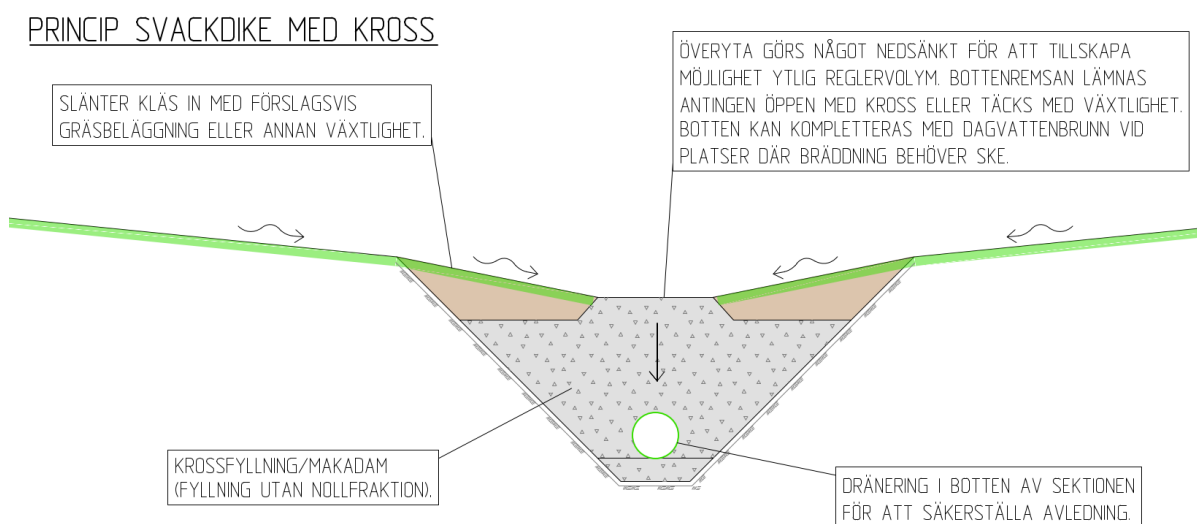 PRINCIP SVACKDIKE MED KROSS
SLÄNTER KLÄS IN MED FÖRSLAGSVIS
GRÄSBELÄGGNING ELLER ANNAN VÄXTLIGHET.
ÖVERYTA GÖRS NÅGOT NEDSÄNKT FÖR ATT TILLSKAPA
MÖJLIGHET YTLIG REGLERVOLYM. BOTTENREMSAN LÄMNAS
ANTINGEN ÖPPEN MED KROSS ELLER TÄCKS MED VÄXTLIGHET.
BOTTEN KAN KOMPLETTERAS MED DAGVATTENBRUNN VID
PLATSER DÄR BRÄDDNING BEHÖVER SKE.
KROSSFYLLNING/MAKADAM
(FYLLNING UTAN NOLLFRAKTION).
DRÄNERING I BOTTEN AV SEKTIONEN
FÖR ATT SÄKERSTÄLLA AVLEDNING.